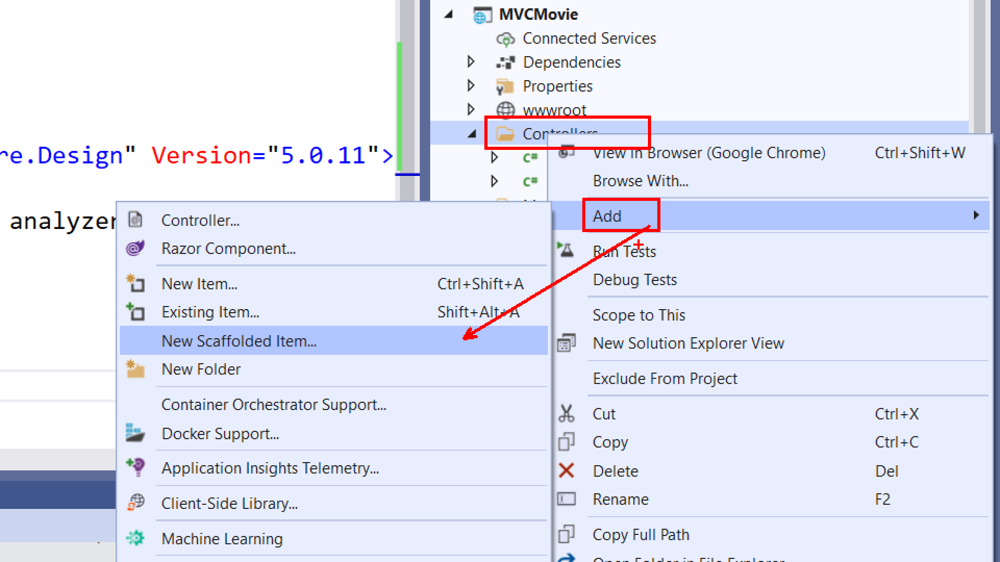 MVCMovie
Connected Services
Dependencies
Properties
wwwroot
Controllers
C#
C#
re.Design" Version="5.0.11">
analyzer
View in Browser (Google Chrome) Ctrl+Shift+W
Browse With...
Add
Run Tests
Debug Tests
Scope to This
New Solution Explorer View
Exclude From Project
Cut Ctrl+X
Copy Ctrl+C
Delete Del
Rename F2
Copy Full Path
Open Folder in File Explorer
Controller...
Razor Component...
New Item... Ctrl+Shift+A
Existing Item... Shift+Alt+A
New Scaffolded Item...
New Folder
Container Orchestrator Support...
Docker Support...
Application Insights Telemetry...
Client-Side Library...
Machine Learning